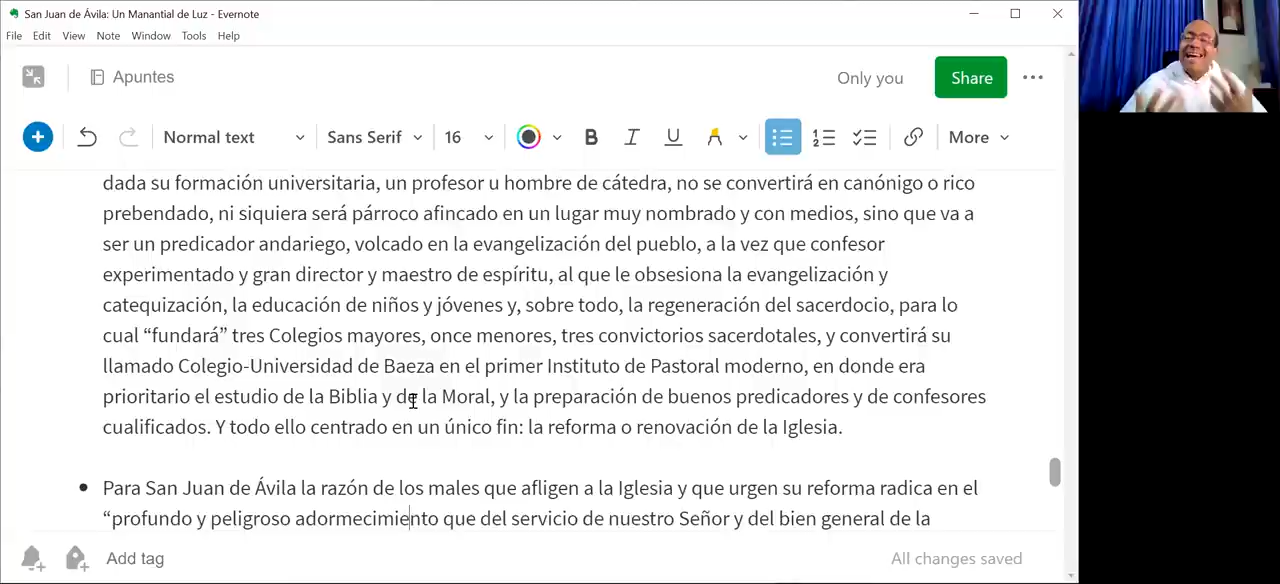 San Juan de Ávila: Un Manantial de Luz - Evernote
File Edit View Note Window Tools Help
Apuntes
Only you
Share
Normal text
Sans Serif
16
B I U
More
dada su formación universitaria, un profesor u hombre de cátedra, no se convertirá en canónigo o rico
prebendado, ni siquiera será párroco afincado en un lugar muy nombrado y con medios, sino que va a
ser un predicador andariego, volcado en la evangelización del pueblo, a la vez que confesor
experimentado y gran director y maestro de espíritu, al que le obsesiona la evangelización y
catequización, la educación de niños y jóvenes y, sobre todo, la regeneración del sacerdocio, para lo
cual “fundará” tres Colegios mayores, once menores, tres convictorios sacerdotales, y convertirá su
llamado Colegio-Universidad de Baeza en el primer Instituto de Pastoral moderno, en donde era
prioritario el estudio de la Biblia y de la Moral, y la preparación de buenos predicadores y de confesores
cualificados. Y todo ello centrado en un único fin: la reforma o renovación de la Iglesia.
• Para San Juan de Ávila la razón de los males que afligen a la Iglesia y que urgen su reforma radica en el
“profundo y peligroso adormecimiento que del servicio de nuestro Señor y del bien general de la
Add tag
All changes saved